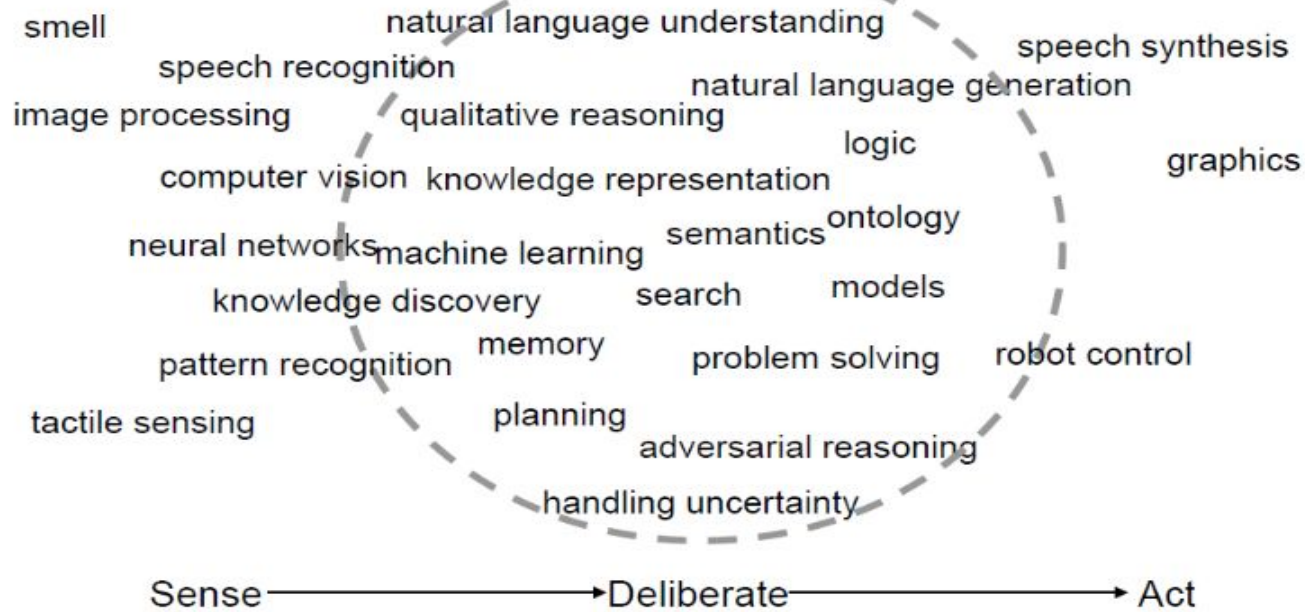 smell
natural language understanding
speech synthesis
speech recognition
natural language generation
image processing
qualitative reasoning
logic
graphics
computer vision
knowledge representation
ontology
semantics
neural networks
machine learning
models
search
knowledge discovery
memory
problem solving
robot control
pattern recognition
planning
tactile sensing
adversarial reasoning
handling uncertainty
Sense Deliberate Act